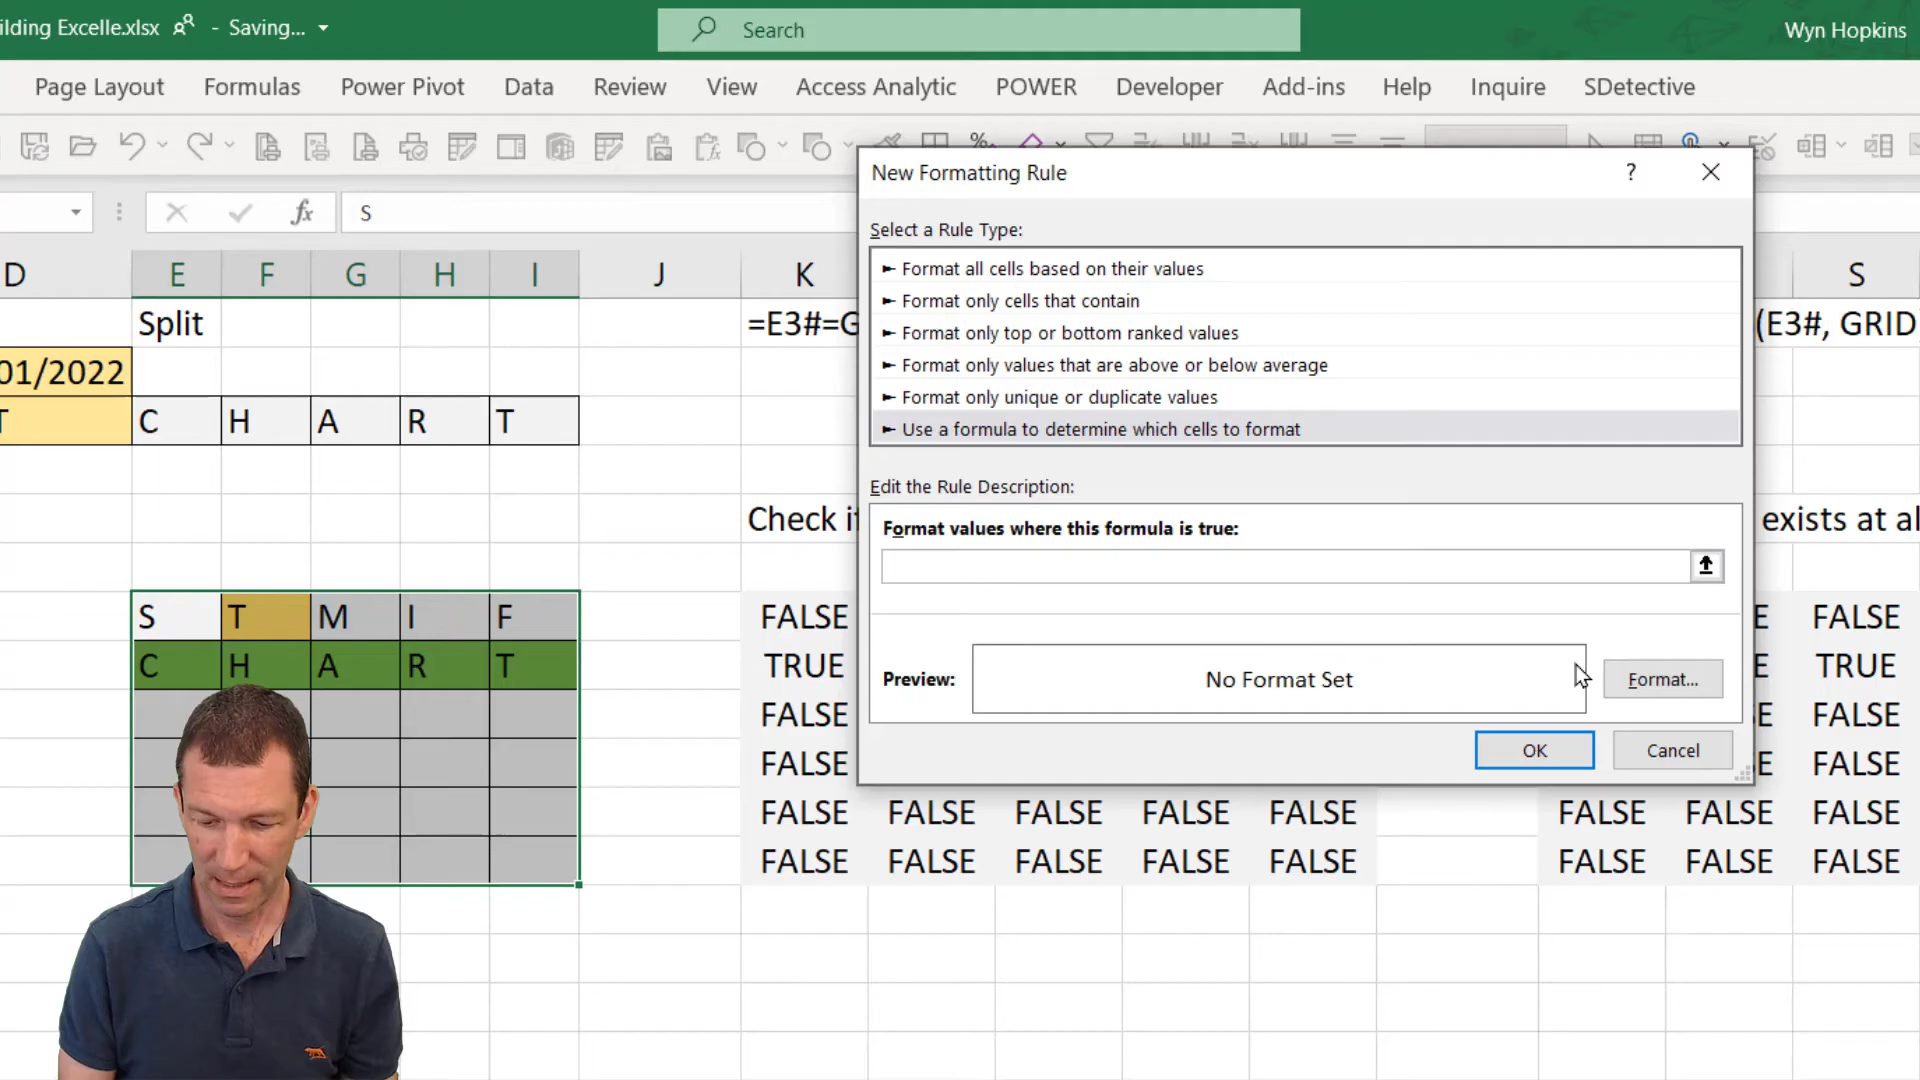 ilding Excelle.xlsx - Saving...
Search
Wyn Hopkins
Page Layout Formulas Power Pivot Data Review View Access Analytic POWER Developer Add-ins Help Inquire SDetective
%
fx S
D E F G H I J K S
Split =E3#=G (E3#, GRID
01/2022
T C H A R T
Check if exists at al
S T M I F FALSE E FALSE
C H A R T TRUE E TRUE
FALSE E FALSE
FALSE E FALSE
FALSE FALSE FALSE FALSE FALSE FALSE FALSE FALSE
FALSE FALSE FALSE FALSE FALSE FALSE FALSE FALSE
New Formatting Rule ?
Select a Rule Type:
► Format all cells based on their values
► Format only cells that contain
► Format only top or bottom ranked values
► Format only values that are above or below average
► Format only unique or duplicate values
► Use a formula to determine which cells to format
Edit the Rule Description:
Format values where this formula is true:
Preview: No Format Set Format...
OK Cancel